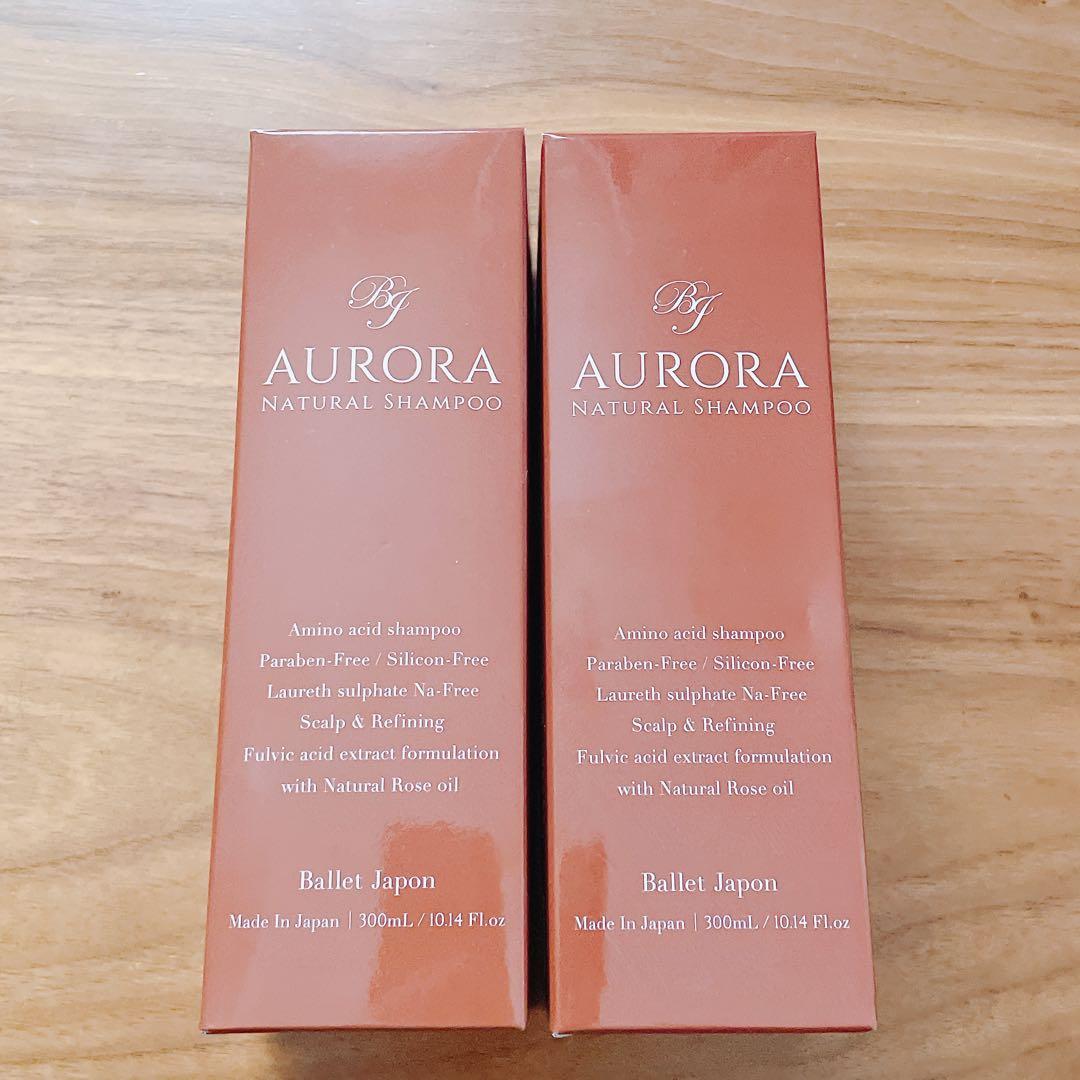 BJ
AURORA
NATURAL SHAMPOO
Amino acid shampoo
Paraben-Free / Silicon-Free
Laureth sulphate Na-Free
Scalp & Refining
Fulvic acid extract formulation
with Natural Rose oil
Ballet Japon
Made In Japan | 300mL / 10.14 Fl.oz
BJ
AURORA
NATURAL SHAMPOO
Amino acid shampoo
Paraben-Free / Silicon-Free
Laureth sulphate Na-Free
Scalp & Refining
Fulvic acid extract formulation
with Natural Rose oil
Ballet Japon
Made In Japan | 300mL / 10.14 Fl.oz